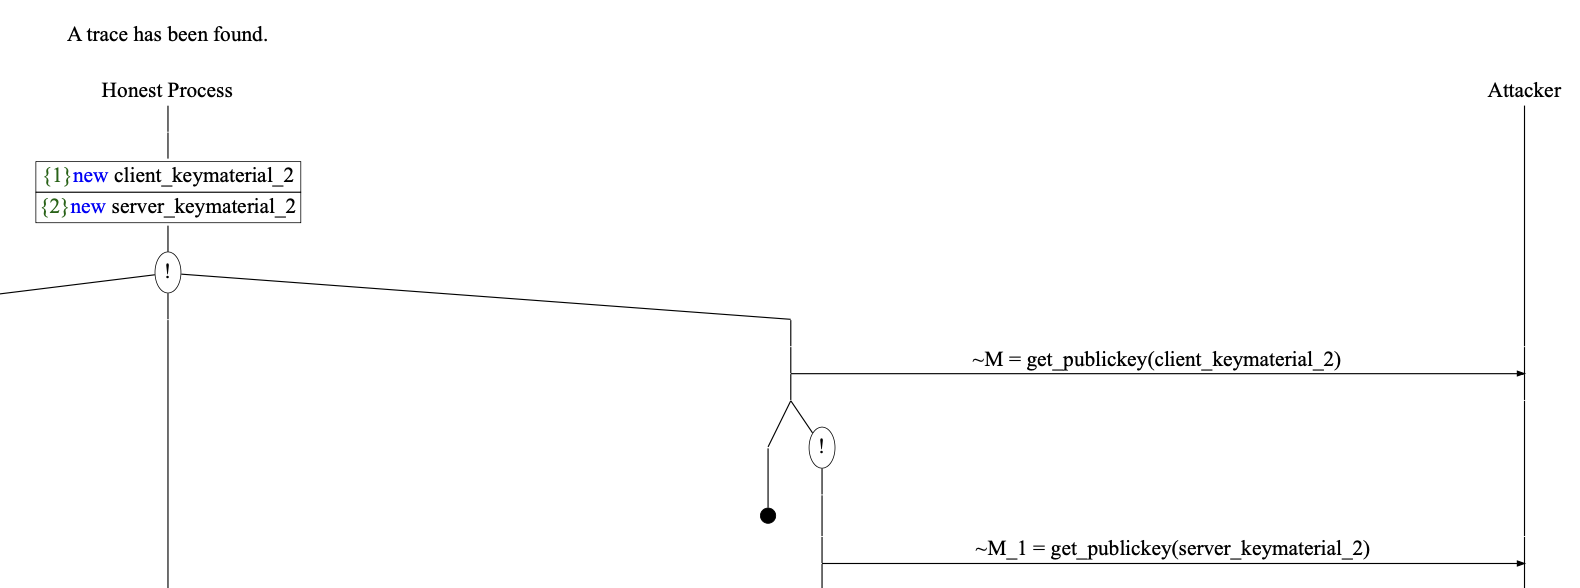 A trace has been found.
Honest Process
Attacker
{1}new client_keymaterial_2
{2}new server_keymaterial_2
!
~M = get_publickey(client_keymaterial_2)
!
~M_1 = get_publickey(server_keymaterial_2)